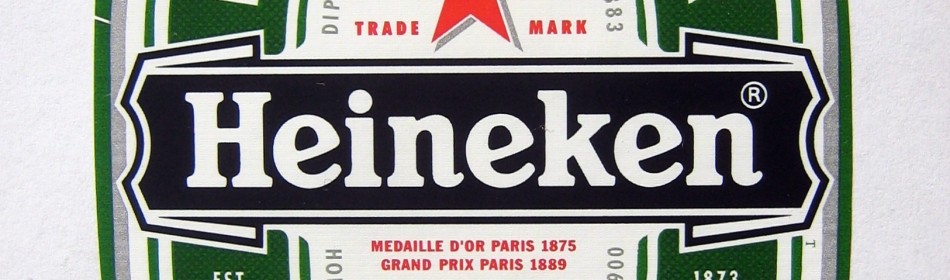 TRADE MARK
Heineken®
MEDAILLE D'OR PARIS 1875
GRAND PRIX PARIS 1889
EST 1873